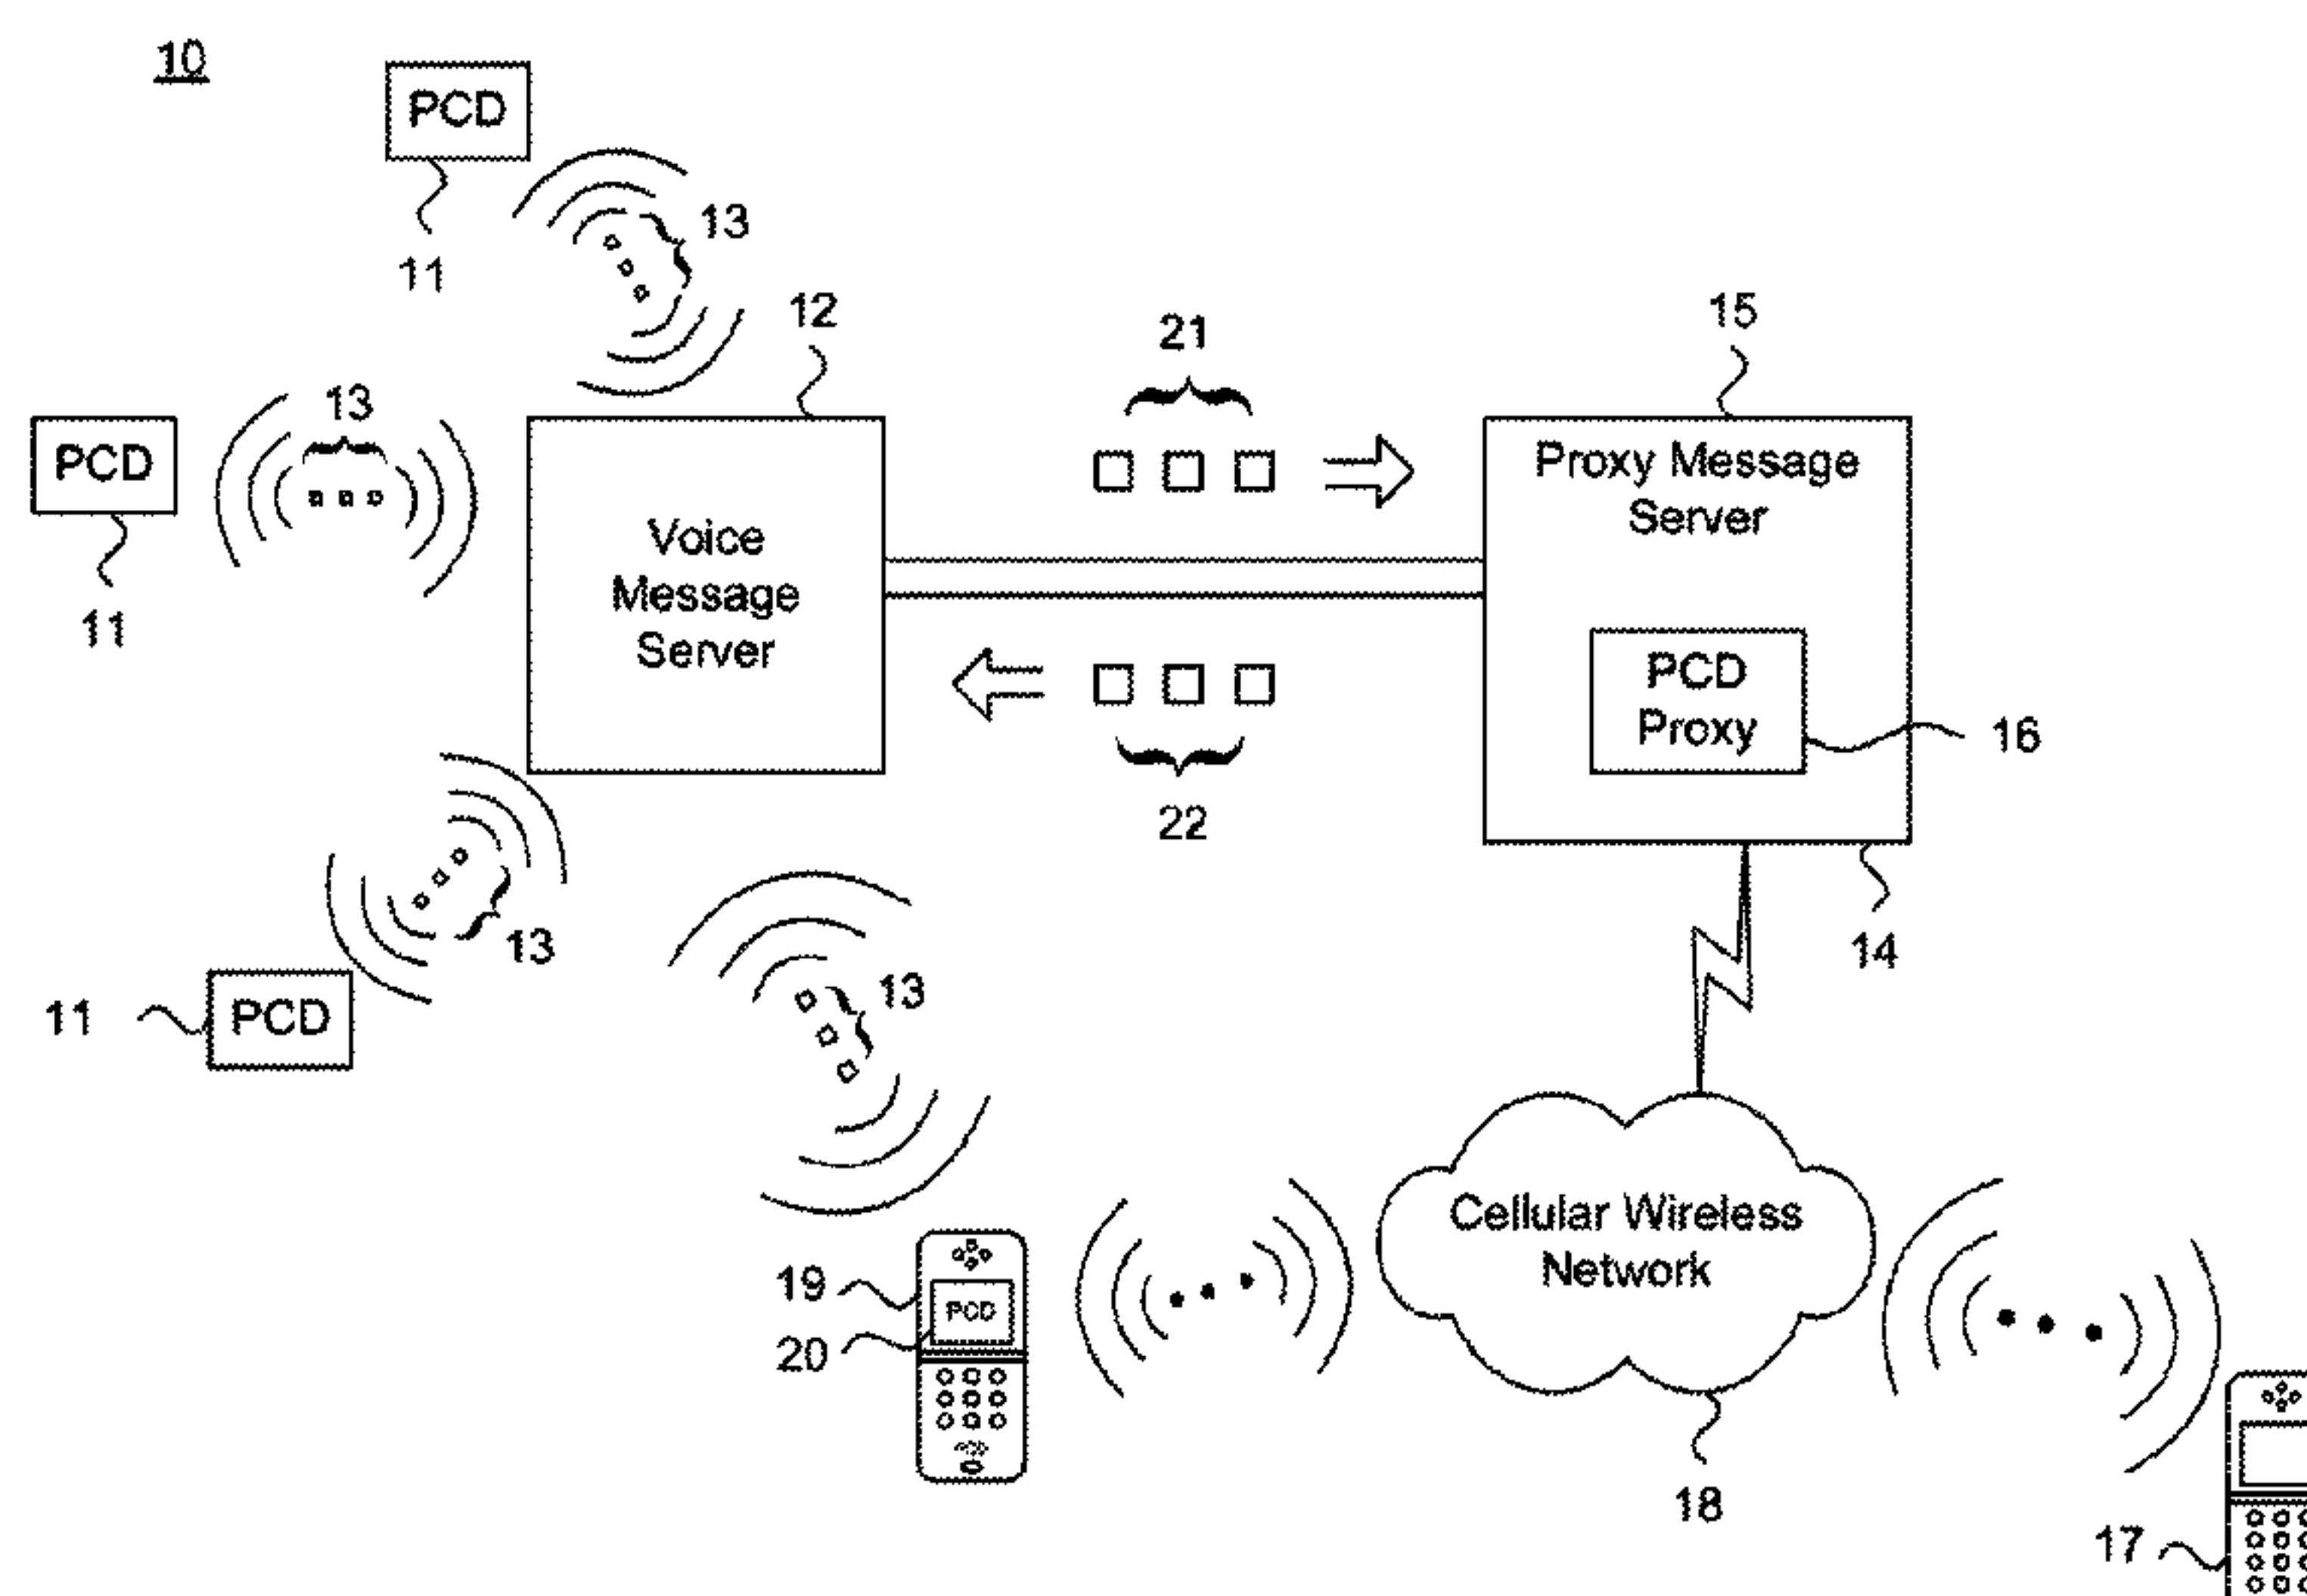 10
PCD
11
13
12
21
15
PCD
13
11
Voice
Message
Server
Proxy Message
Server
PCD
Proxy
16
22
14
13
11
PCD
13
Cellular Wireless
Network
19
PCD
20
18
17